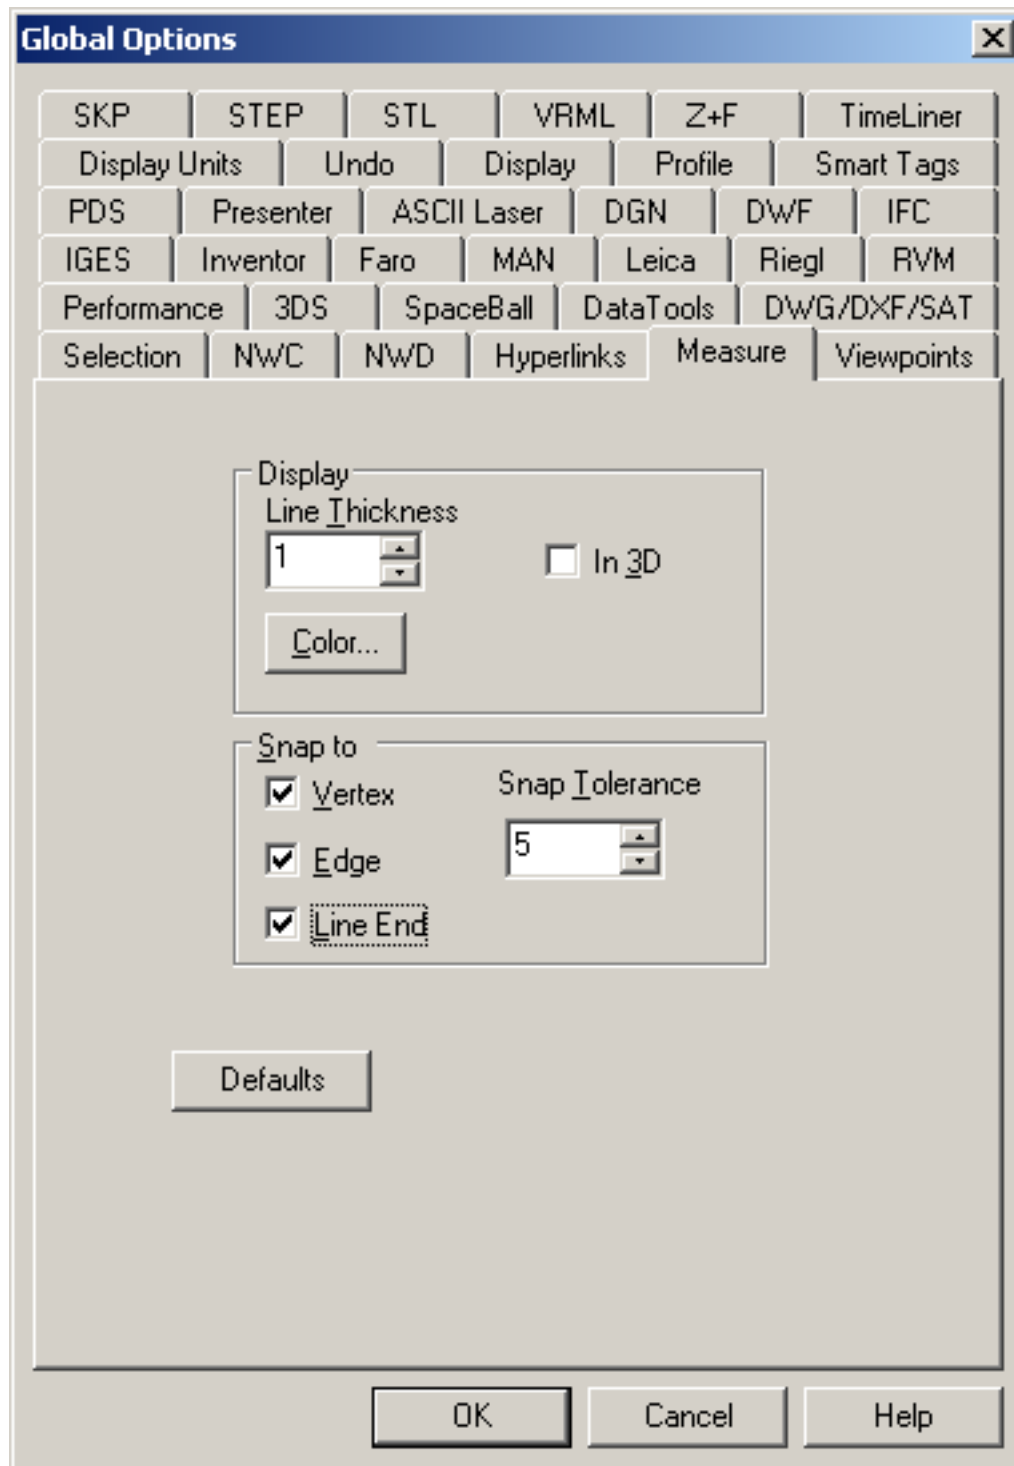 Global Options
SKP STEP STL VRML Z+F TimeLiner
Display Units Undo Display Profile Smart Tags
PDS Presenter ASCII Laser DGN DWF IFC
IGES Inventor Faro MAN Leica Riegl RVM
Performance 3DS SpaceBall DataTools DWG/DXF/SAT
Selection NWC NWD Hyperlinks Measure Viewpoints
Display
Line Thickness
1 In 3D
Color...
Snap to
Vertex Snap Tolerance
Edge 5
Line End
Defaults
OK Cancel Help